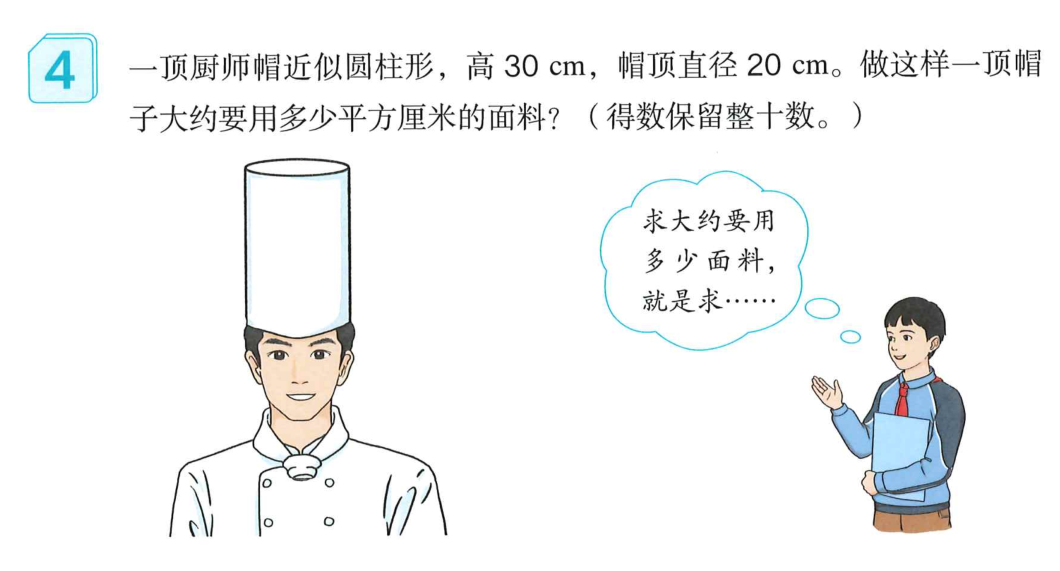 4
一顶厨师帽近似圆柱形，高 30 cm，帽顶直径 20 cm。做这样一顶帽
子大约要用多少平方厘米的面料？（得数保留整十数。）
求大约要用
多少面料，
就是求……